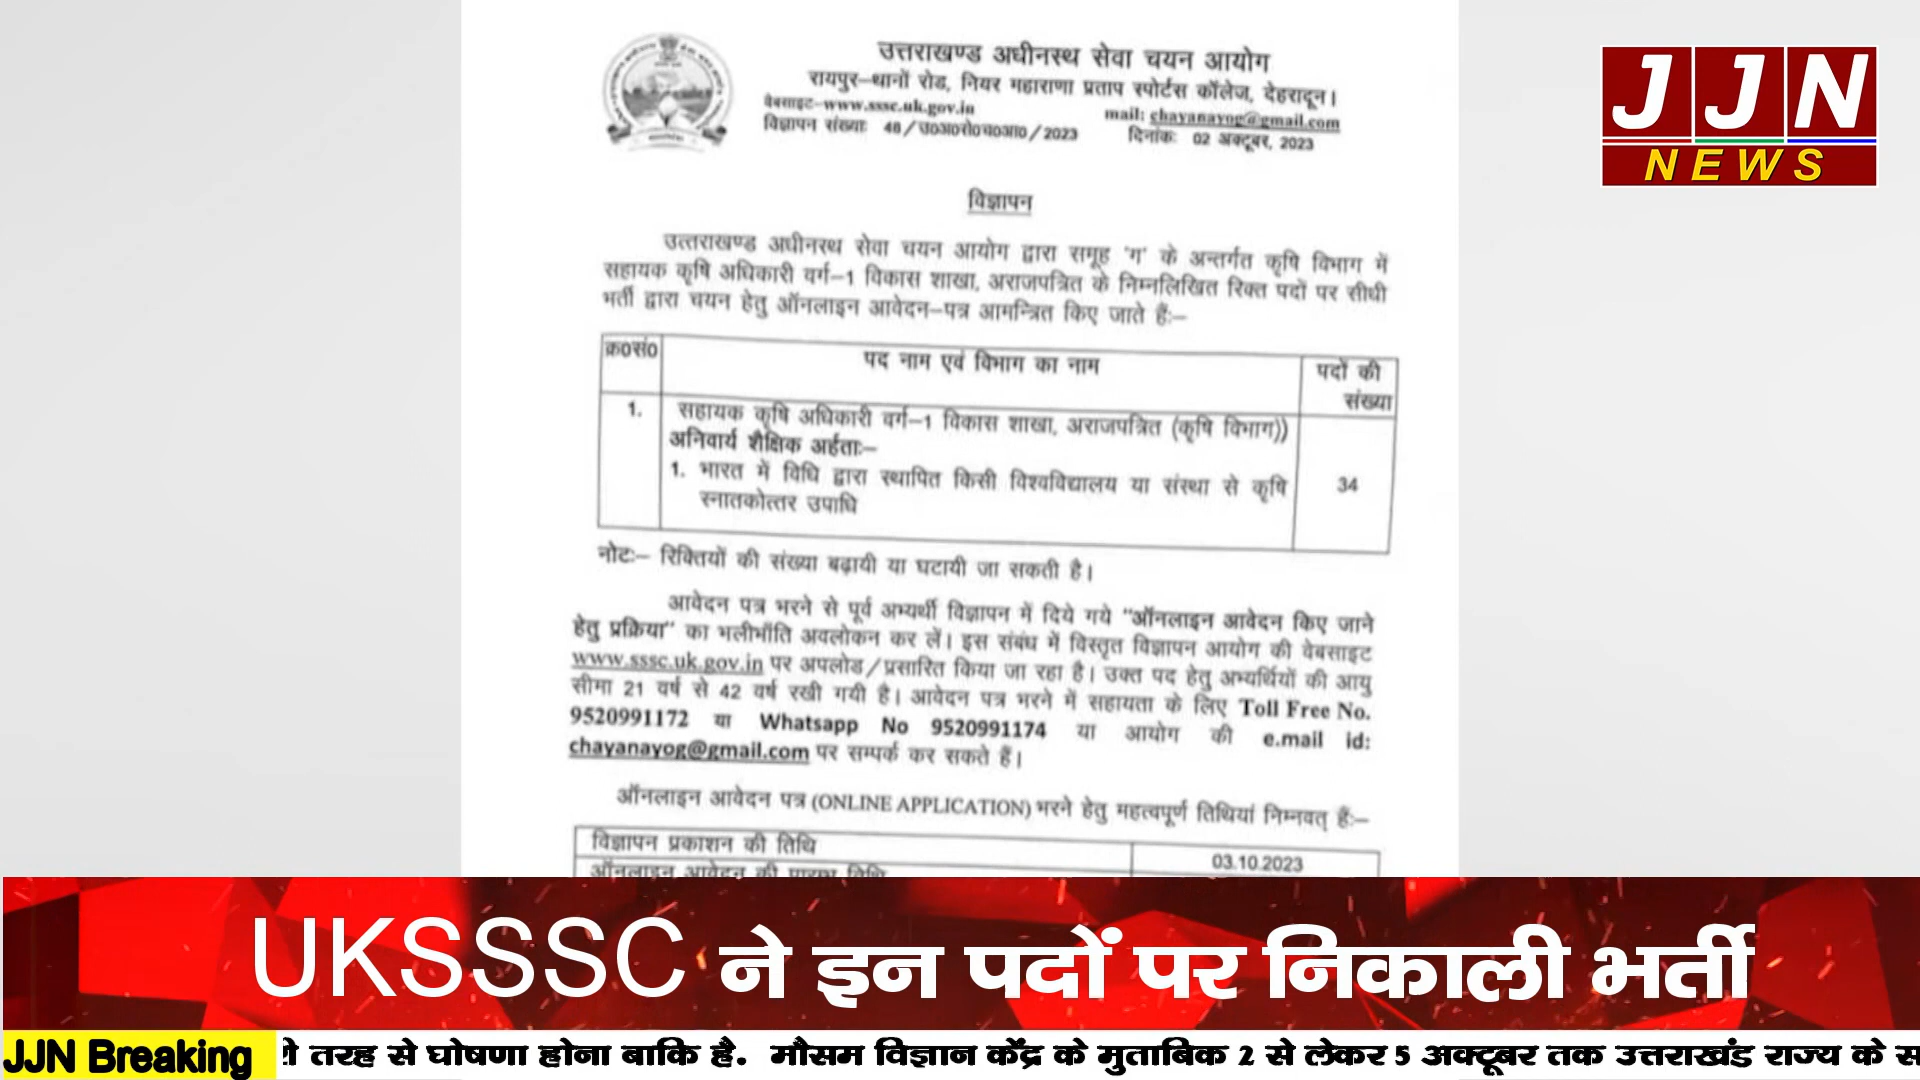 उत्तराखण्ड अधीनस्थ सेवा चयन आयोग
रायपुर–थानों रोड, नियर महाराणा प्रताप स्पोर्टस कॉलेज, देहरादून।
वेबसाइट–www.sssc.uk.gov.in mail: chayanayog@gmail.com
विज्ञापन संख्याः 48/उ0अ0से0च0आ0/2023 दिनांकः 02 अक्टूबर, 2023
JJN
NEWS
विज्ञापन
उत्तराखण्ड अधीनस्थ सेवा चयन आयोग द्वारा समूह 'ग' के अन्तर्गत कृषि विभाग में
सहायक कृषि अधिकारी वर्ग–1 विकास शाखा, अराजपत्रित के निम्नलिखित रिक्त पदों पर सीधी
भर्ती द्वारा चयन हेतु ऑनलाइन आवेदन–पत्र आमन्त्रित किए जाते हैं:–
क्र0सं0 पद नाम एवं विभाग का नाम पदों की
संख्या
1. सहायक कृषि अधिकारी वर्ग–1 विकास शाखा, अराजपत्रित (कृषि विभाग))
अनिवार्य शैक्षिक अर्हताः–
1. भारत में विधि द्वारा स्थापित किसी विश्वविद्यालय या संस्था से कृषि 34
स्नातकोत्तर उपाधि
नोटः– रिक्तियों की संख्या बढ़ायी या घटायी जा सकती है।
आवेदन पत्र भरने से पूर्व अभ्यर्थी विज्ञापन में दिये गये "ऑनलाइन आवेदन किए जाने
हेतु प्रक्रिया" का भलीभाँति अवलोकन कर लें। इस संबंध में विस्तृत विज्ञापन आयोग की वेबसाइट
www.sssc.uk.gov.in पर अपलोड/प्रसारित किया जा रहा है। उक्त पद हेतु अभ्यर्थियों की आयु
सीमा 21 वर्ष से 42 वर्ष रखी गयी है। आवेदन पत्र भरने में सहायता के लिए Toll Free No.
9520991172 या Whatsapp No 9520991174 या आयोग की e.mail id:
chayanayog@gmail.com पर सम्पर्क कर सकते हैं।
ऑनलाइन आवेदन पत्र (ONLINE APPLICATION) भरने हेतु महत्वपूर्ण तिथियां निम्नवत् हैं:–
विज्ञापन प्रकाशन की तिथि 03.10.2023
ऑनलाइन आवेदन की प्रारम्भ तिथि
UKSSSC ने इन पदों पर निकाली भर्ती
JJN Breaking तरह से घोषणा होना बाकि है. मौसम विज्ञान केंद्र के मुताबिक 2 से लेकर 5 अक्टूबर तक उत्तराखंड राज्य के स